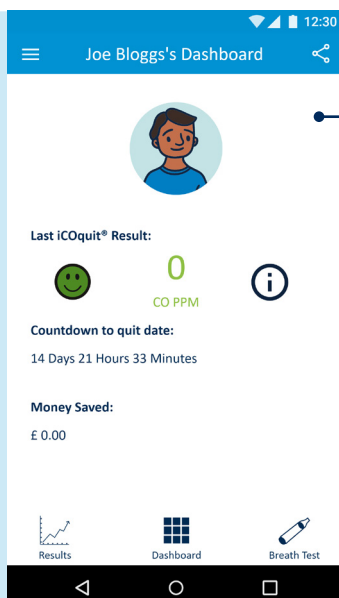 12:30
Joe Bloggs's Dashboard
Last iCOquit® Result:
0
CO PPM
i
Countdown to quit date:
14 Days 21 Hours 33 Minutes
Money Saved:
£ 0.00
Results
Dashboard
Breath Test